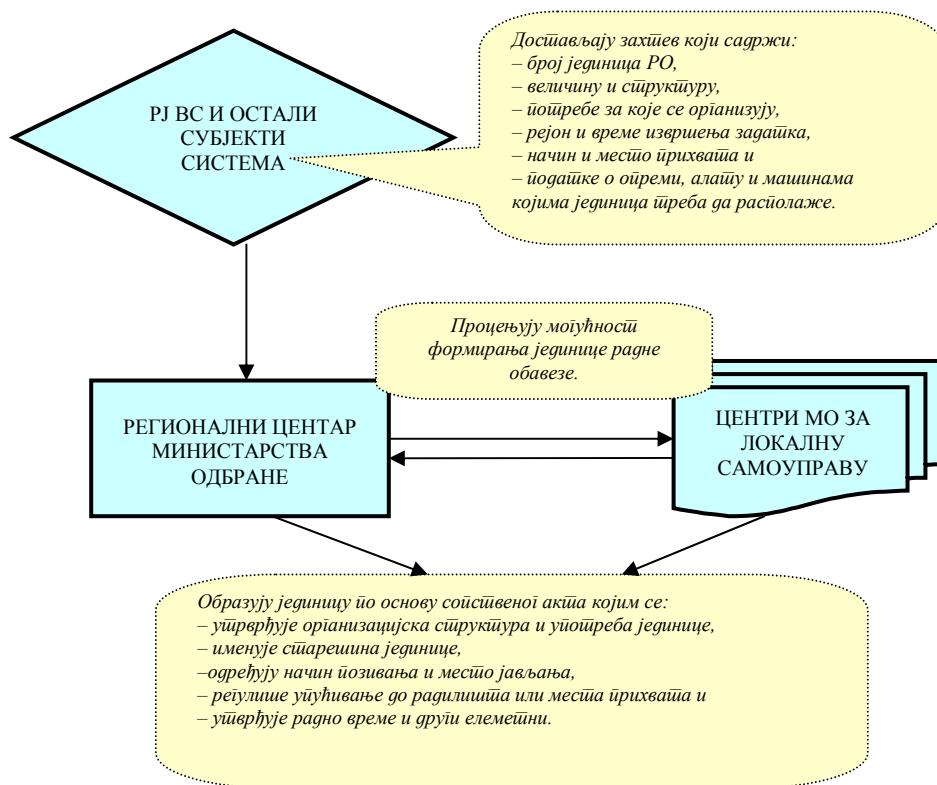 Достављају захтев који садржи:
– број јединица РО,
– величину и структуру,
– потребе за које се организују,
– рејон и време извршења задатка,
– начин и место прихвата и
– податке о опреми, алату и машинама
којима јединица треба да располаже.
РЈ ВС И ОСТАЛИ
СУБЈЕКТИ
СИСТЕМА
Процењују могућност
формирања јединице радне
обавезе.
РЕГИОНАЛНИ ЦЕНТАР
МИНИСТАРСТВА
ОДБРАНЕ
ЦЕНТРИ МО ЗА
ЛОКАЛНУ
САМОУПРАВУ
Образују јединицу по основу сопственог акта којим се:
– утрврђује организацијска структура и употреба јединице,
– именује старешина јединице,
–одређују начин позивања и место јављања,
– регулише упућивање до радилишта или места прихвата и
– утврђује радно време и други елеметни.